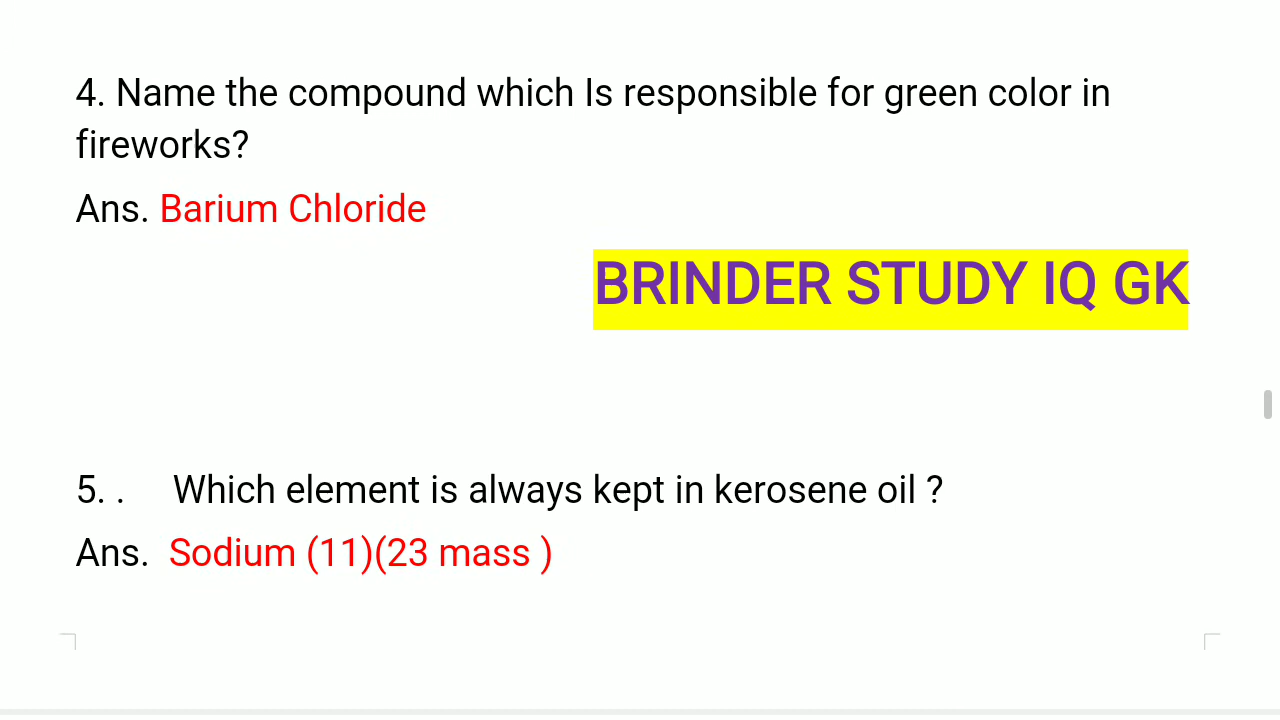 4. Name the compound which Is responsible for green color in
fireworks?
Ans. Barium Chloride
BRINDER STUDY IQ GK
5. . Which element is always kept in kerosene oil ?
Ans. Sodium (11)(23 mass )